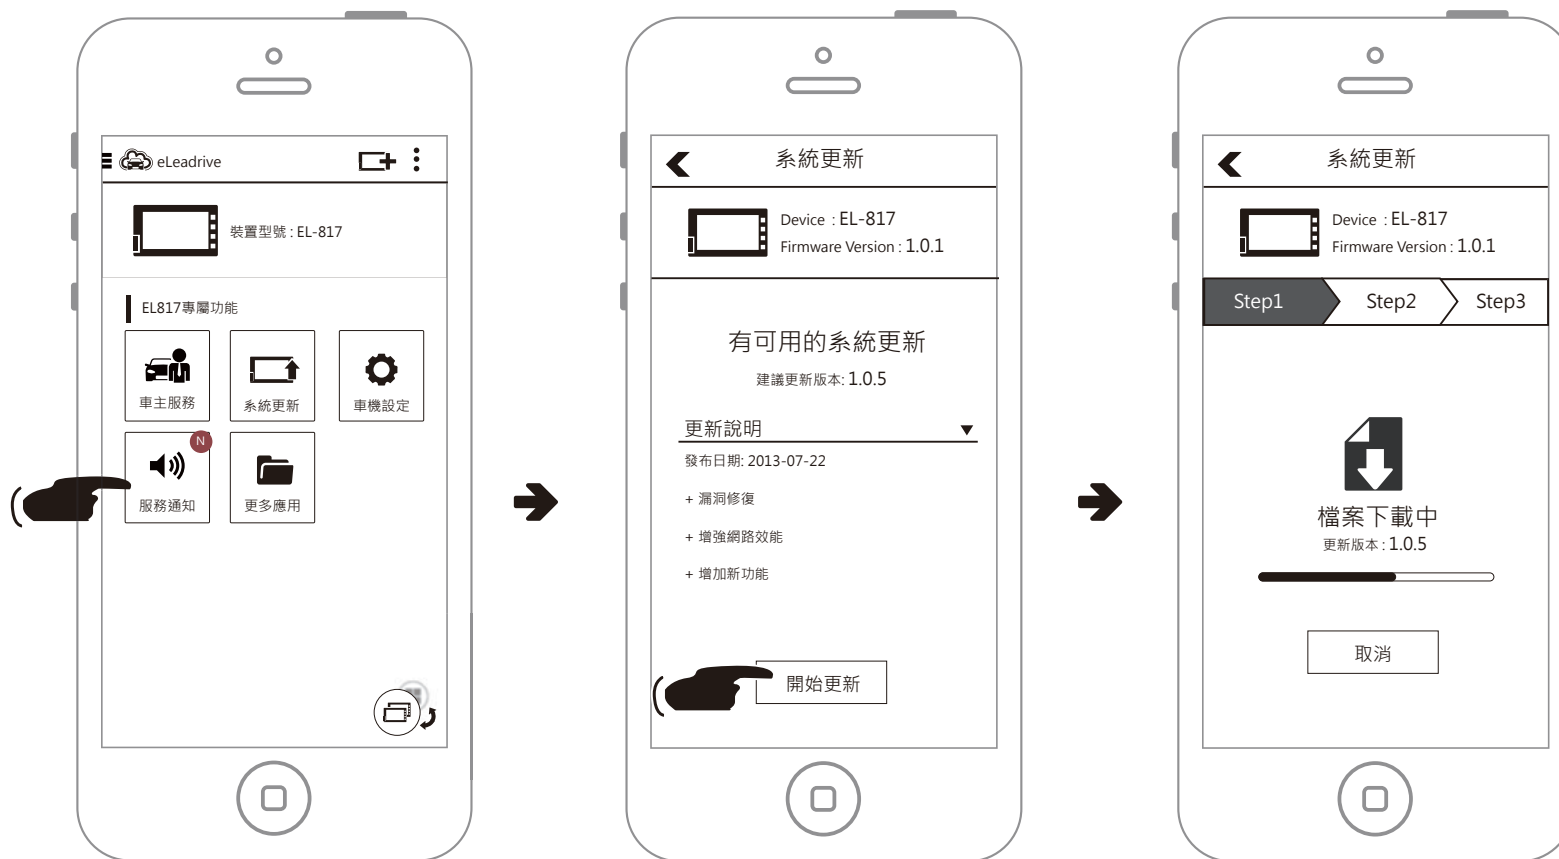 eLeadrive
裝置型號 : EL-817
EL817專屬功能
車主服務
系統更新
車機設定
N
服務通知
更多應用
系統更新
Device : EL-817
Firmware Version : 1.0.1
有可用的系統更新
建議更新版本: 1.0.5
更新說明
發布日期: 2013-07-22
+ 漏洞修復
+ 增強網路效能
+ 增加新功能
開始更新
系統更新
Device : EL-817
Firmware Version : 1.0.1
Step1 Step2 Step3
檔案下載中
更新版本 : 1.0.5
取消